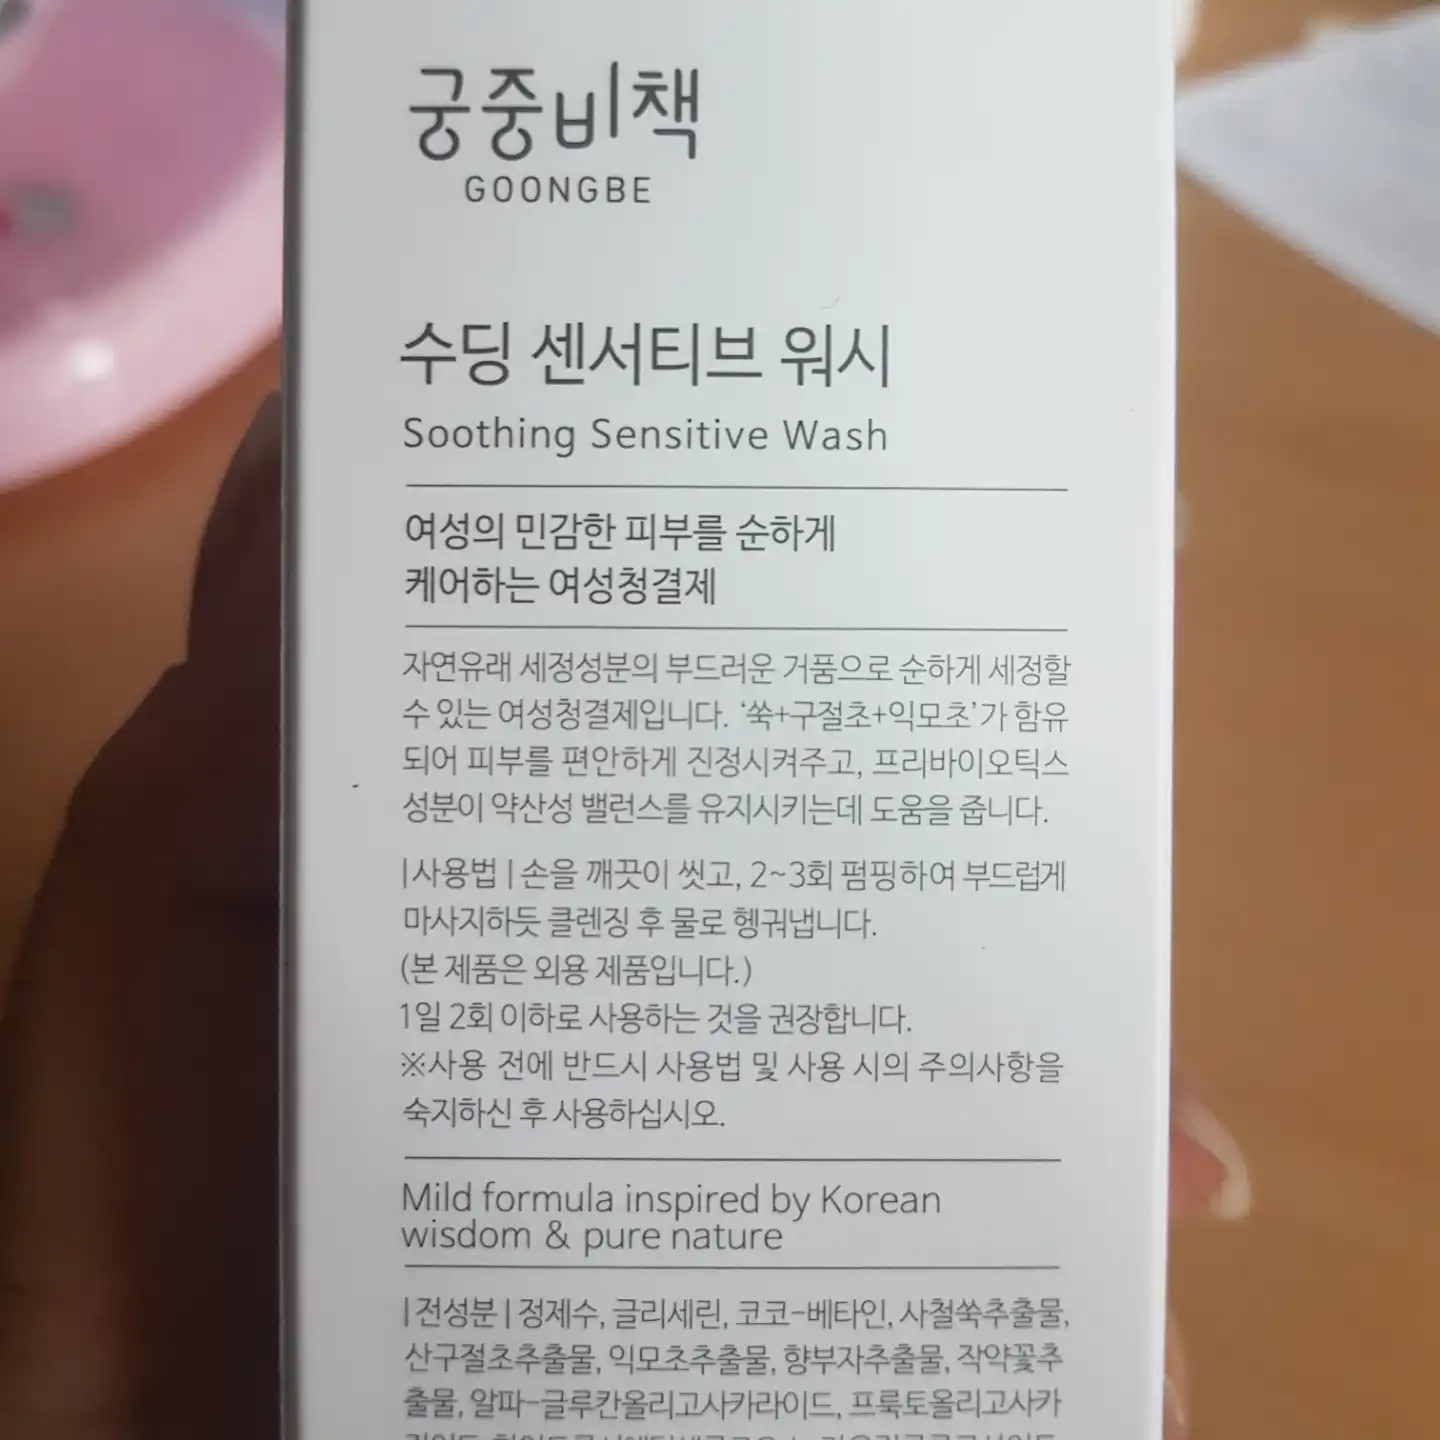 궁중비책
GOONGBE
수딩 센서티브 워시
Soothing Sensitive Wash
여성의 민감한 피부를 순하게
케어하는 여성청결제
자연유래 세정성분의 부드러운 거품으로 순하게 세정할
수 있는 여성청결제입니다. ‘쑥+구절초+익모초’가 함유
되어 피부를 편안하게 진정시켜주고, 프리바이오틱스
성분이 약산성 밸런스를 유지시키는데 도움을 줍니다.
|사용법| 손을 깨끗이 씻고, 2~3회 펌핑하여 부드럽게
마사지하듯 클렌징 후 물로 헹궈냅니다.
(본 제품은 외용 제품입니다.)
1일 2회 이하로 사용하는 것을 권장합니다.
※사용 전에 반드시 사용법 및 사용 시의 주의사항을
숙지하신 후 사용하십시오.
Mild formula inspired by Korean
wisdom & pure nature
|전성분| 정제수, 글리세린, 코코-베타인, 사철쑥추출물,
산구절초추출물, 익모초추출물, 향부자추출물, 작약꽃추
출물, 알파-글루칸올리고사카라이드, 프룩토올리고사카